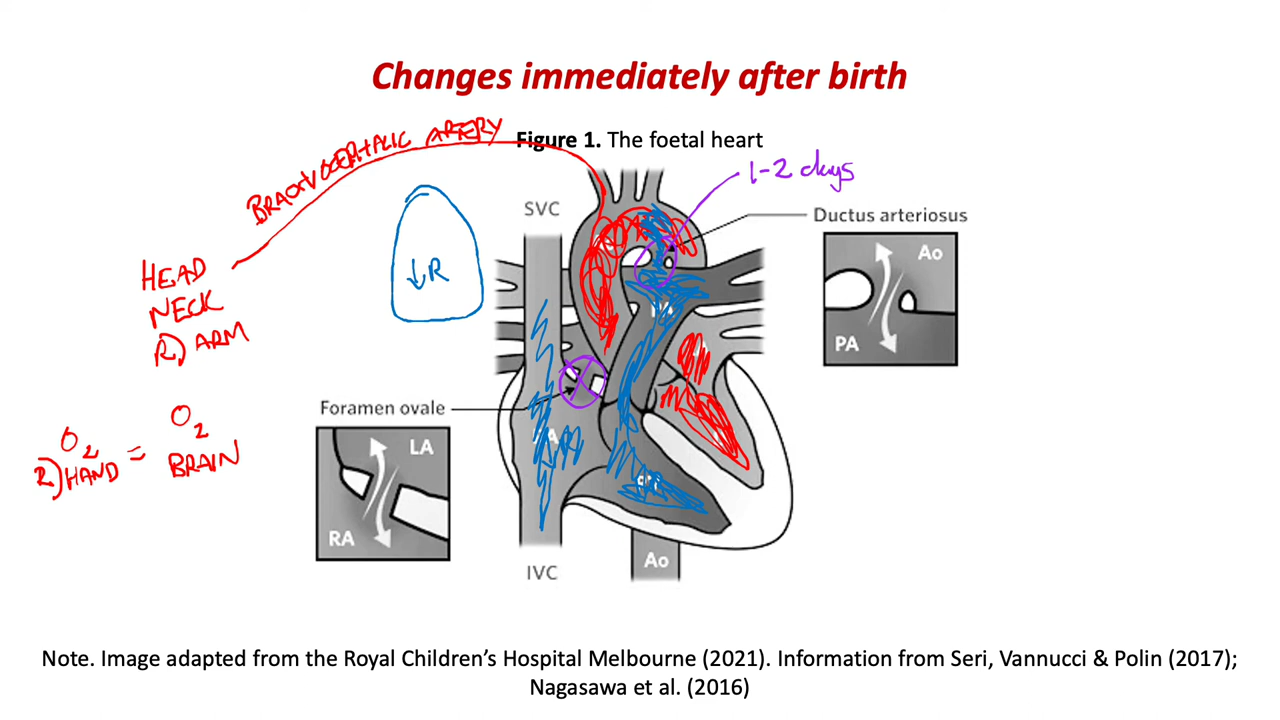 Changes immediately after birth
Figure 1. The foetal heart
BRACHIOCEPHALIC ARTERY
1-2 days
SVC
Ductus arteriosus
HEAD
NECK
R) ARM
↓R
Ao
PA
Foramen ovale
O2 R) HAND = O2 BRAIN
LA
RA
IVC
Ao
Note. Image adapted from the Royal Children's Hospital Melbourne (2021). Information from Seri, Vannucci & Polin (2017);
Nagasawa et al. (2016)